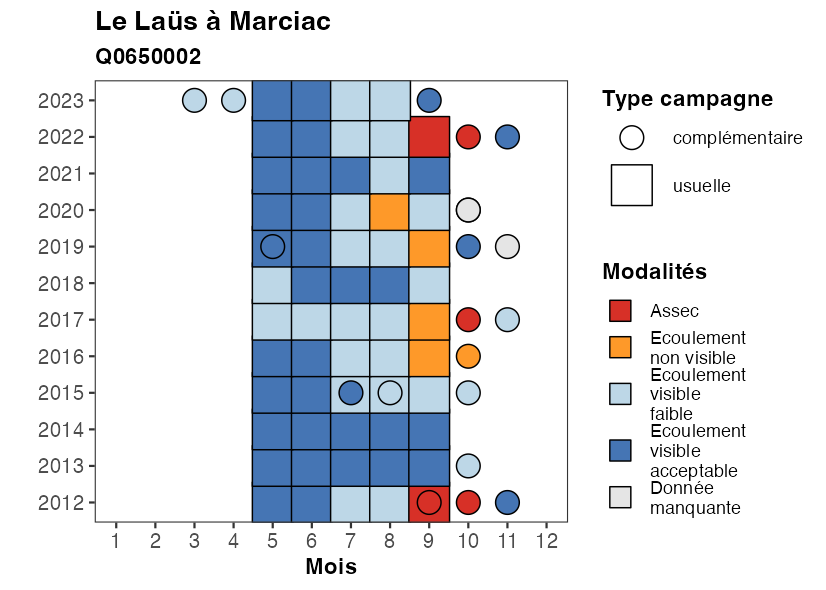 Le Laüs à Marciac
Q0650002
2023
2022
2021
2020
2019
2018
2017
2016
2015
2014
2013
2012
1 2 3 4 5 6 7 8 9 10 11 12
Mois
Type campagne
complémentaire
usuelle
Modalités
Assec
Ecoulement
non visible
Ecoulement
visible
faible
Ecoulement
visible
acceptable
Donnée
manquante